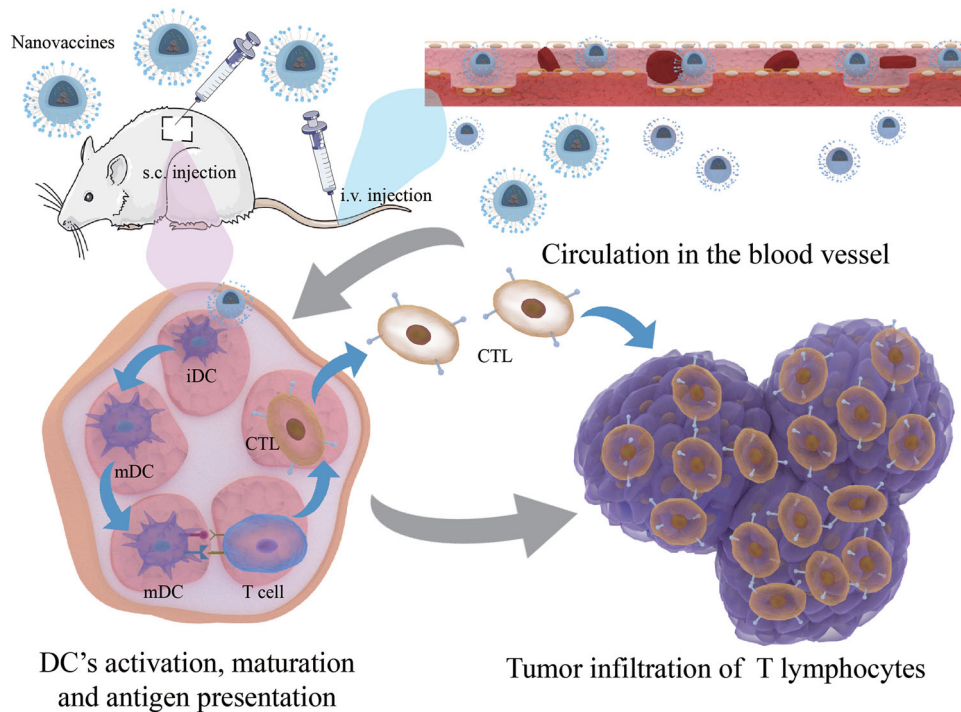 Nanovaccines
s.c. injection
i.v. injection
Circulation in the blood vessel
iDC
mDC
mDC
T cell
CTL
CTL
DC's activation, maturation
and antigen presentation
Tumor infiltration of T lymphocytes